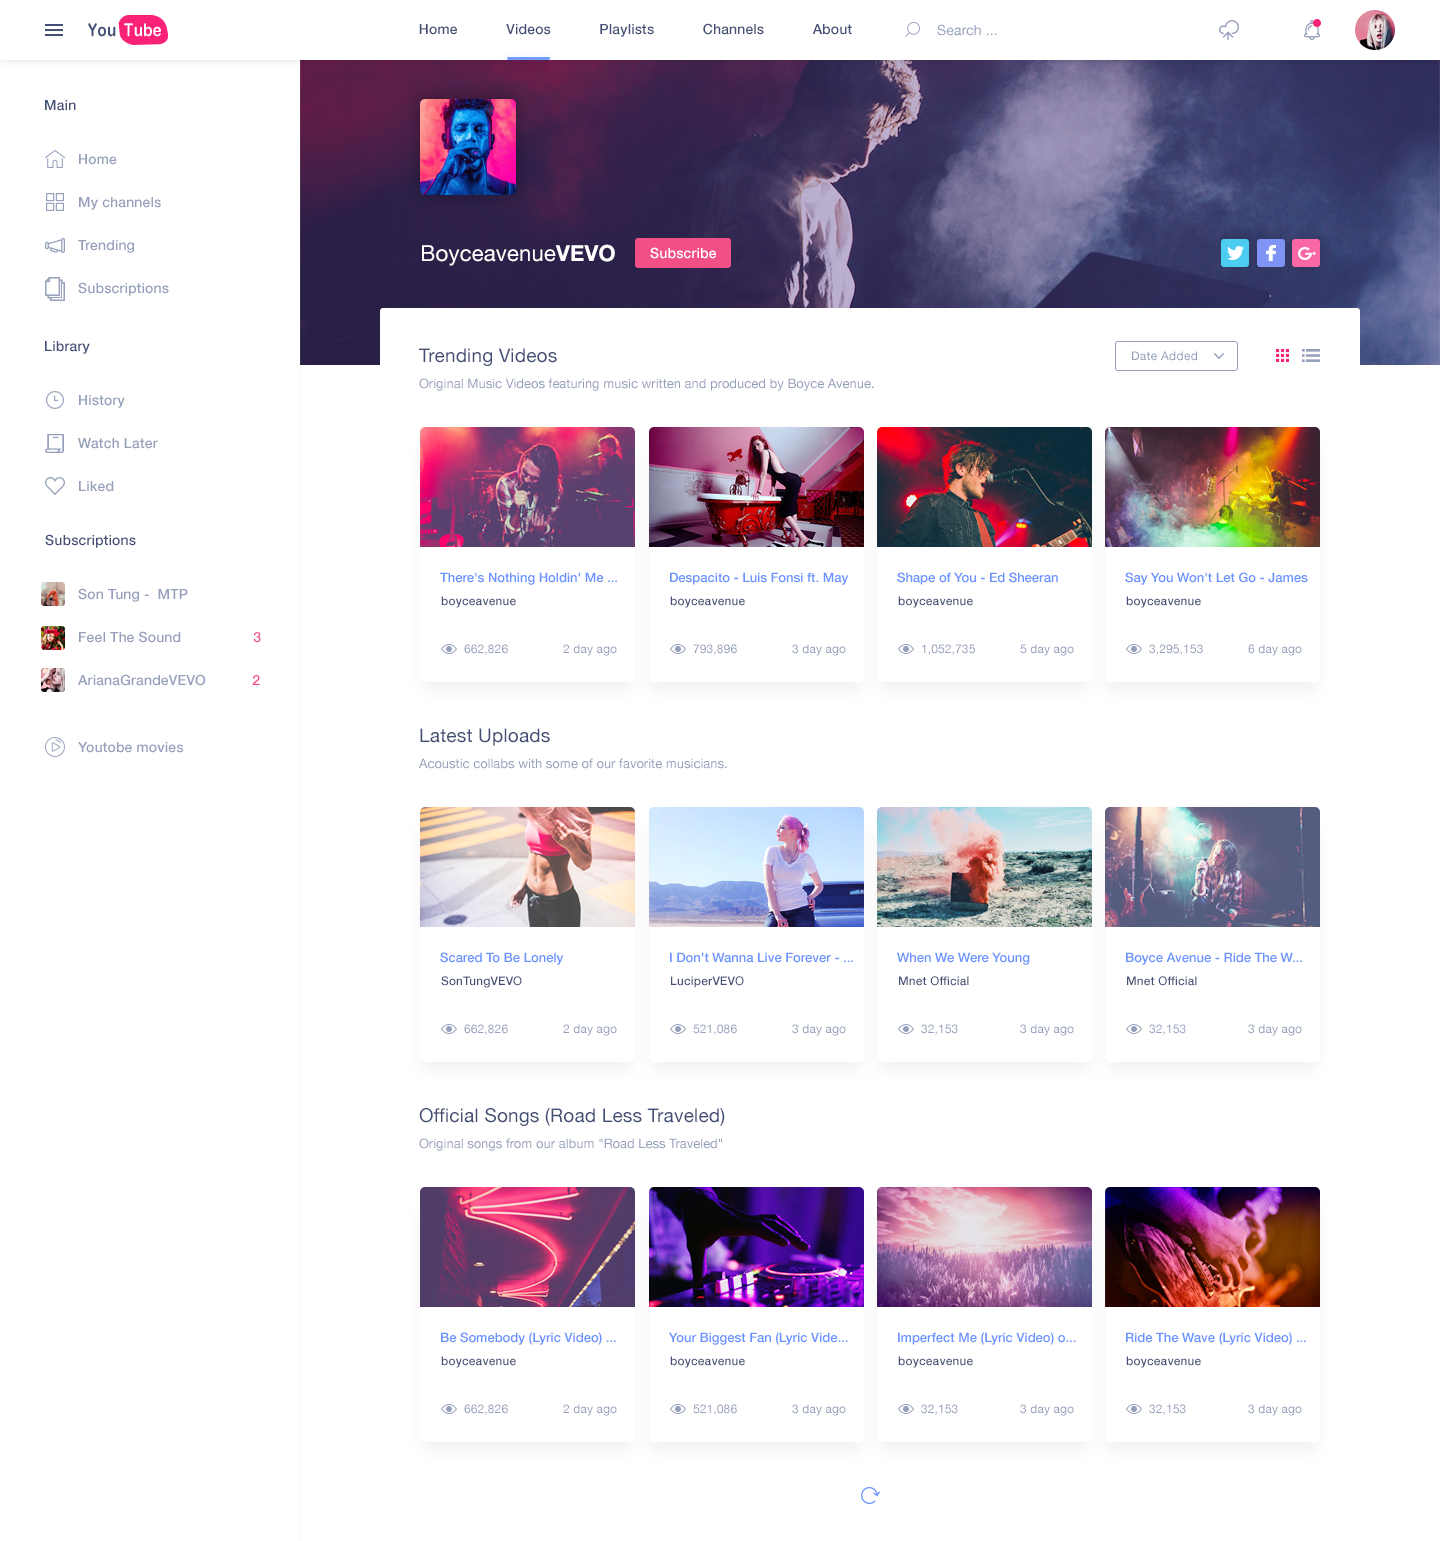 You Tube
Home Videos Playlists Channels About Search ...
Main
Home
My channels
Trending
Subscriptions
Library
History
Watch Later
Liked
Subscriptions
Son Tung - MTP
Feel The Sound 3
ArianaGrandeVEVO 2
Youtobe movies
BoyceavenueVEVO Subscribe
Trending Videos Date Added
Original Music Videos featuring music written and produced by Boyce Avenue.
There's Nothing Holdin' Me ...
boyceavenue
662,826 2 day ago
Despacito - Luis Fonsi ft. May
boyceavenue
793,896 3 day ago
Shape of You - Ed Sheeran
boyceavenue
1,052,735 5 day ago
Say You Won't Let Go - James
boyceavenue
3,295,153 6 day ago
Latest Uploads
Acoustic collabs with some of our favorite musicians.
Scared To Be Lonely
SonTungVEVO
662,826 2 day ago
I Don't Wanna Live Forever - ...
LuciperVEVO
521,086 3 day ago
When We Were Young
Mnet Official
32,153 3 day ago
Boyce Avenue - Ride The W...
Mnet Official
32,153 3 day ago
Official Songs (Road Less Traveled)
Original songs from our album “Road Less Traveled”
Be Somebody (Lyric Video) ...
boyceavenue
662,826 2 day ago
Your Biggest Fan (Lyric Vide...
boyceavenue
521,086 3 day ago
Imperfect Me (Lyric Video) o...
boyceavenue
32,153 3 day ago
Ride The Wave (Lyric Video) ...
boyceavenue
32,153 3 day ago